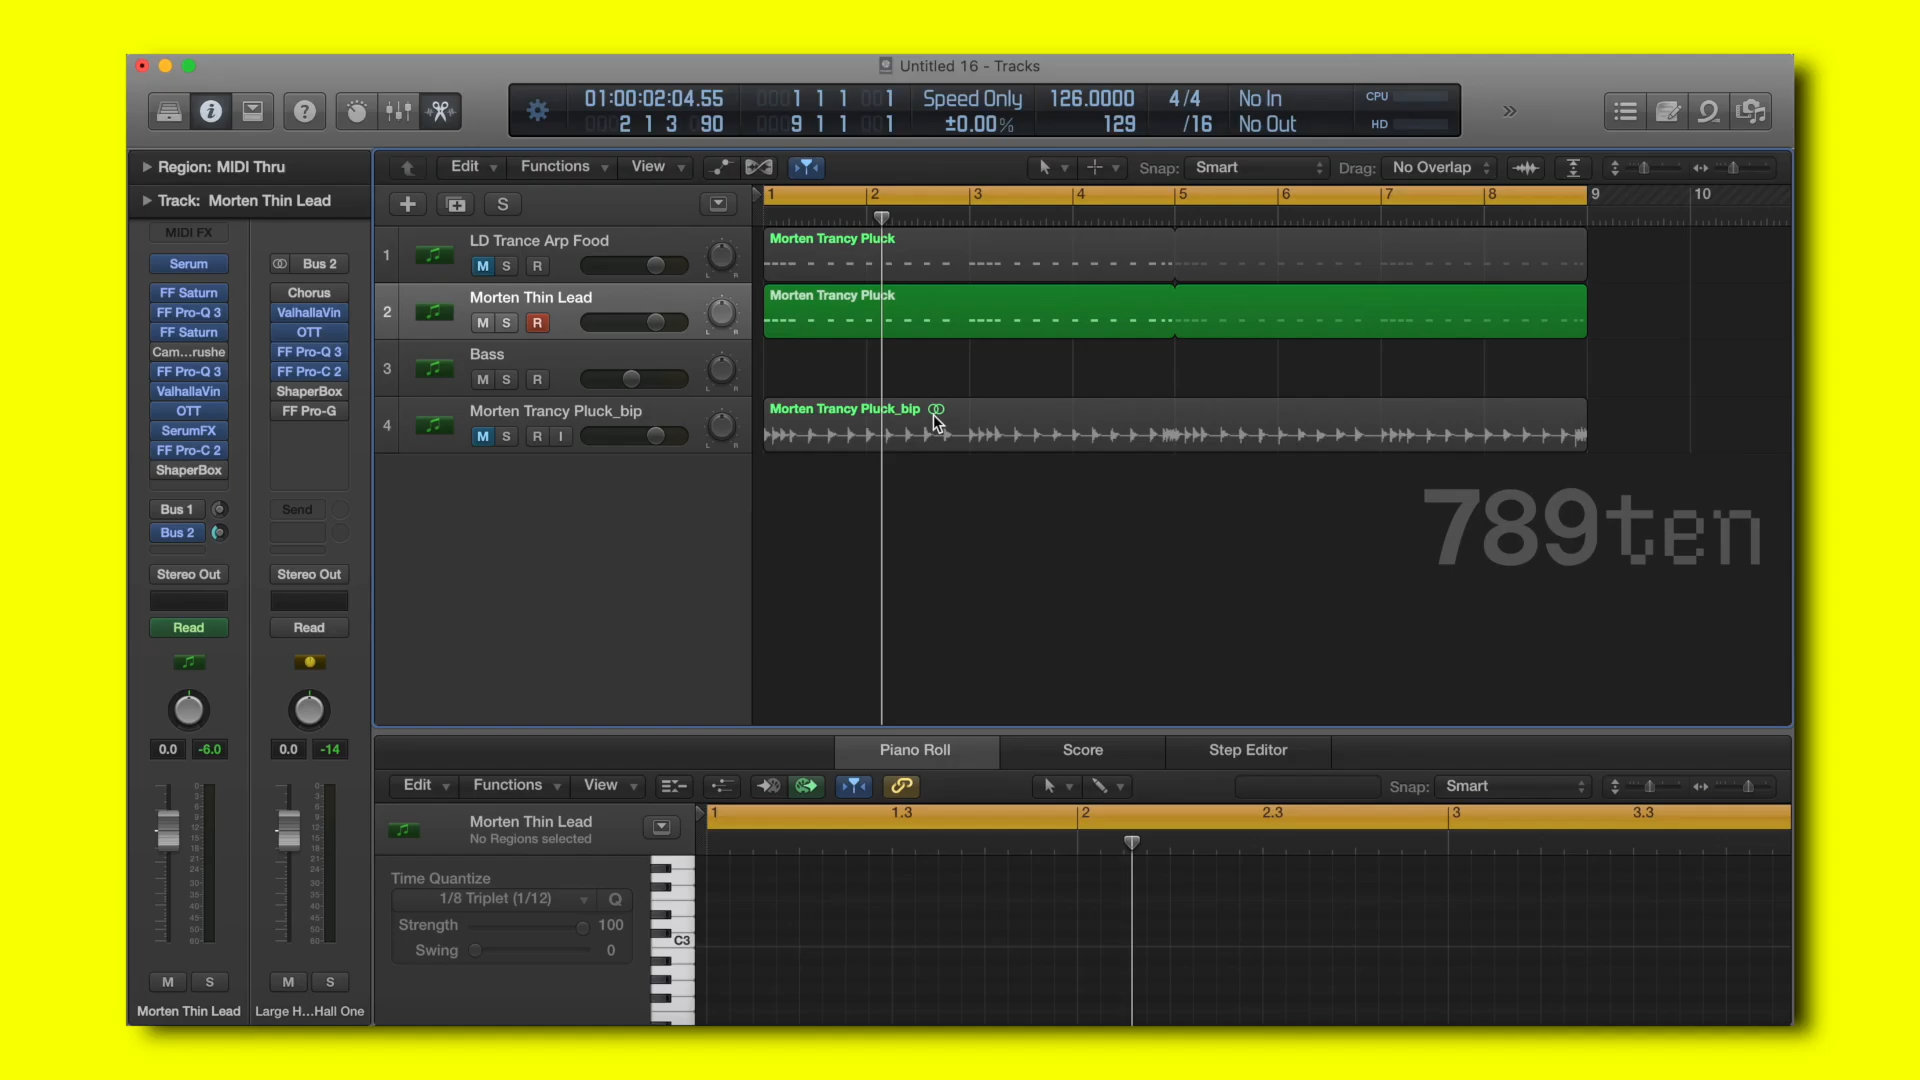 Untitled 16 - Tracks
01:00:02:04.55
0001 1 1 001
Speed Only
126.0000
4/4
No In
CPU
0002 1 3 90
0009 1 1 001
±0.00%
129
/16
No Out
HD
Region: MIDI Thru
Track: Morten Thin Lead
Edit
Functions
View
Snap: Smart
Drag: No Overlap
S
1 2 3 4 5 6 7 8 9 10
MIDI FX
Serum
FF Saturn
FF Pro-Q 3
FF Saturn
Cam...rushe
FF Pro-Q 3
ValhallaVin
OTT
SerumFX
FF Pro-C 2
ShaperBox
Bus 1
Bus 2
Stereo Out
Read
0.0 -6.0
M S
Morten Thin Lead
Bus 2
Chorus
ValhallaVin
OTT
FF Pro-Q 3
FF Pro-C 2
ShaperBox
FF Pro-G
Send
Stereo Out
Read
0.0 -14
M S
Large H...Hall One
1
LD Trance Arp Food
M S R
L R
Morten Trancy Pluck
2
Morten Thin Lead
M S R
L R
Morten Trancy Pluck
3
Bass
M S R
L R
4
Morten Trancy Pluck_bip
M S R I
L R
Morten Trancy Pluck_bip
789ten
Piano Roll
Score
Step Editor
Edit
Functions
View
Snap: Smart
Morten Thin Lead
No Regions selected
1 1.3 2 2.3 3 3.3
Time Quantize
1/8 Triplet (1/12)
Q
Strength 100
Swing 0
C3